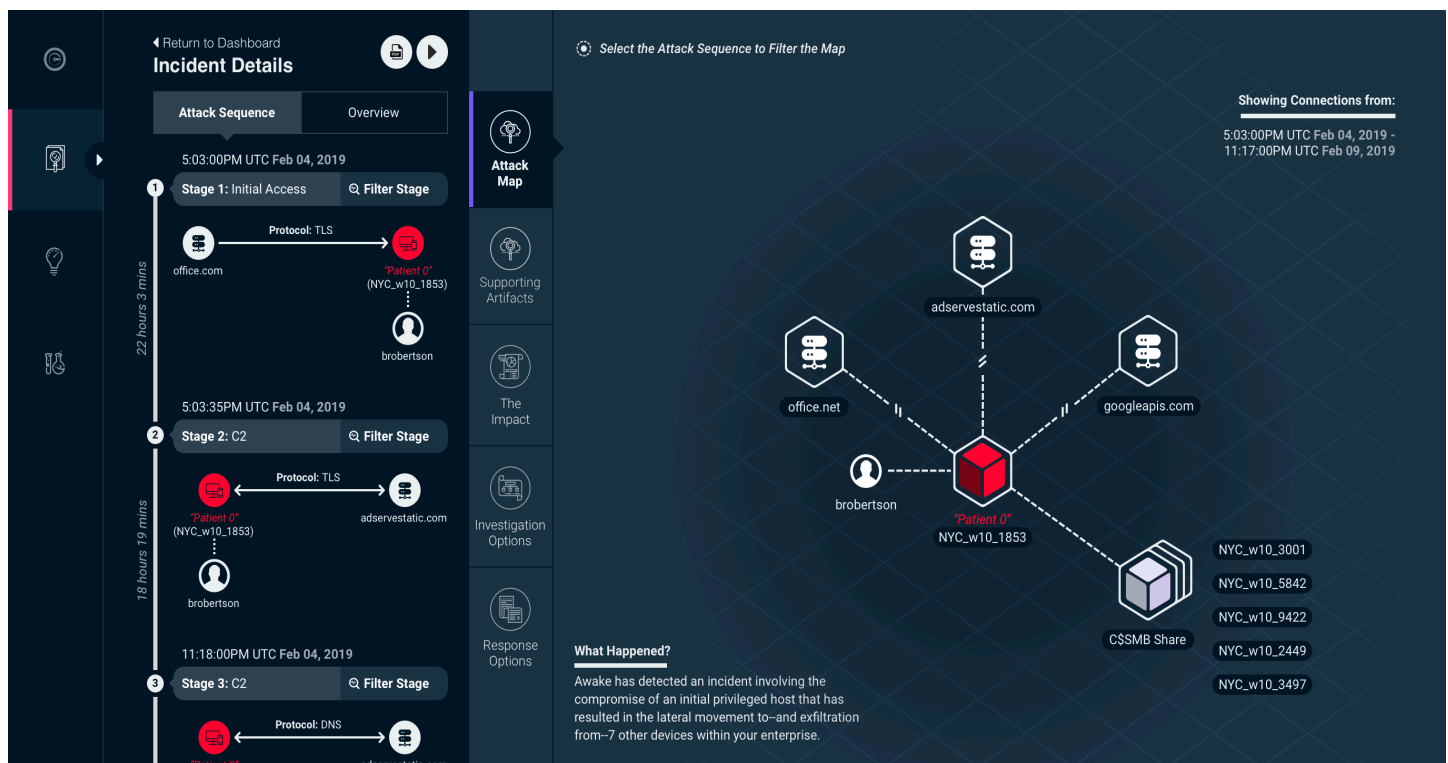 Return to Dashboard
Incident Details
Attack Sequence
Overview
5:03:00PM UTC Feb 04, 2019
1
Stage 1: Initial Access
Filter Stage
Protocol: TLS
office.com
"Patient 0"
(NYC_w10_1853)
brobertson
22 hours 3 mins
5:03:35PM UTC Feb 04, 2019
2
Stage 2: C2
Filter Stage
Protocol: TLS
"Patient 0"
(NYC_w10_1853)
adservestatic.com
brobertson
18 hours 19 mins
11:18:00PM UTC Feb 04, 2019
3
Stage 3: C2
Filter Stage
Protocol: DNS
"Patient 0"
adservestatic.com
Attack
Map
Supporting
Artifacts
The
Impact
Investigation
Options
Response
Options
Select the Attack Sequence to Filter the Map
Showing Connections from:
5:03:00PM UTC Feb 04, 2019 -
11:17:00PM UTC Feb 09, 2019
adservestatic.com
office.net
googleapis.com
brobertson
"Patient 0"
NYC_w10_1853
C$SMB Share
NYC_w10_3001
NYC_w10_5842
NYC_w10_9422
NYC_w10_2449
NYC_w10_3497
What Happened?
Awake has detected an incident involving the
compromise of an initial privileged host that has
resulted in the lateral movement to--and exfiltration
from--7 other devices within your enterprise.